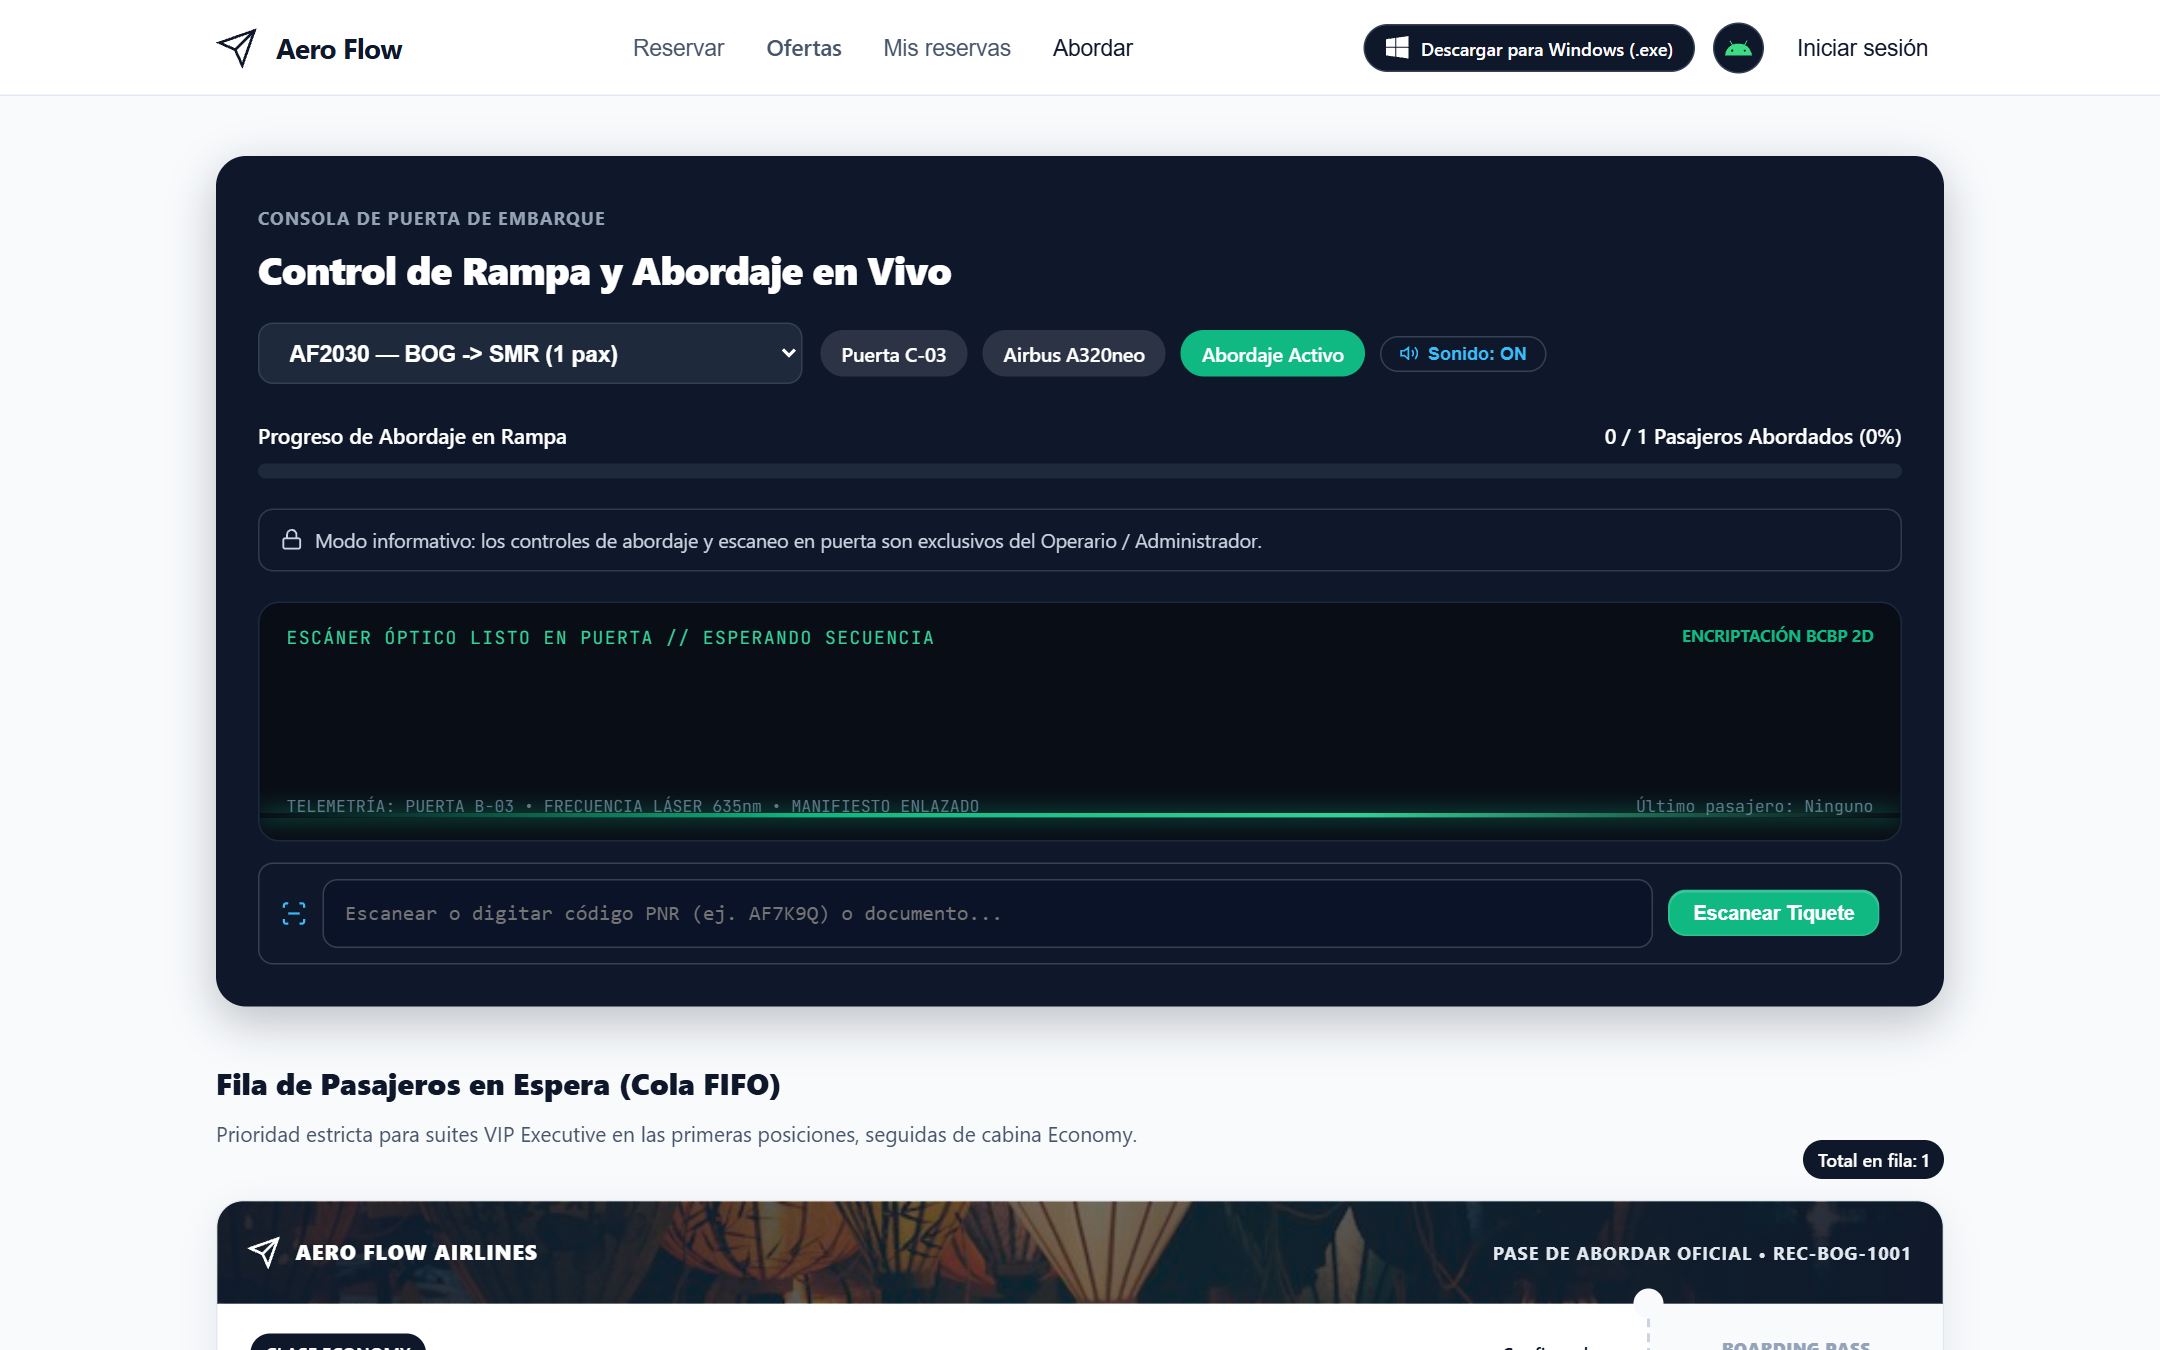 Aero Flow
Reservar
Ofertas
Mis reservas
Abordar
Descargar para Windows (.exe)
Iniciar sesión
CONSOLA DE PUERTA DE EMBARQUE
Control de Rampa y Abordaje en Vivo
AF2030 — BOG -> SMR (1 pax)
Puerta C-03
Airbus A320neo
Abordaje Activo
Sonido: ON
Progreso de Abordaje en Rampa
0 / 1 Pasajeros Abordados (0%)
Modo informativo: los controles de abordaje y escaneo en puerta son exclusivos del Operario / Administrador.
ESCÁNER ÓPTICO LISTO EN PUERTA // ESPERANDO SECUENCIA
ENCRIPTACIÓN BCBP 2D
TELEMETRÍA: PUERTA B-03 • FRECUENCIA LÁSER 635nm • MANIFIESTO ENLAZADO
Último pasajero: Ninguno
Escanear o digitar código PNR (ej. AF7K9Q) o documento...
Escanear Tiquete
Fila de Pasajeros en Espera (Cola FIFO)
Prioridad estricta para suites VIP Executive en las primeras posiciones, seguidas de cabina Economy.
Total en fila: 1
AERO FLOW AIRLINES
PASE DE ABORDAR OFICIAL • REC-BOG-1001
CLASE ECONOMY
BOARDING PASS